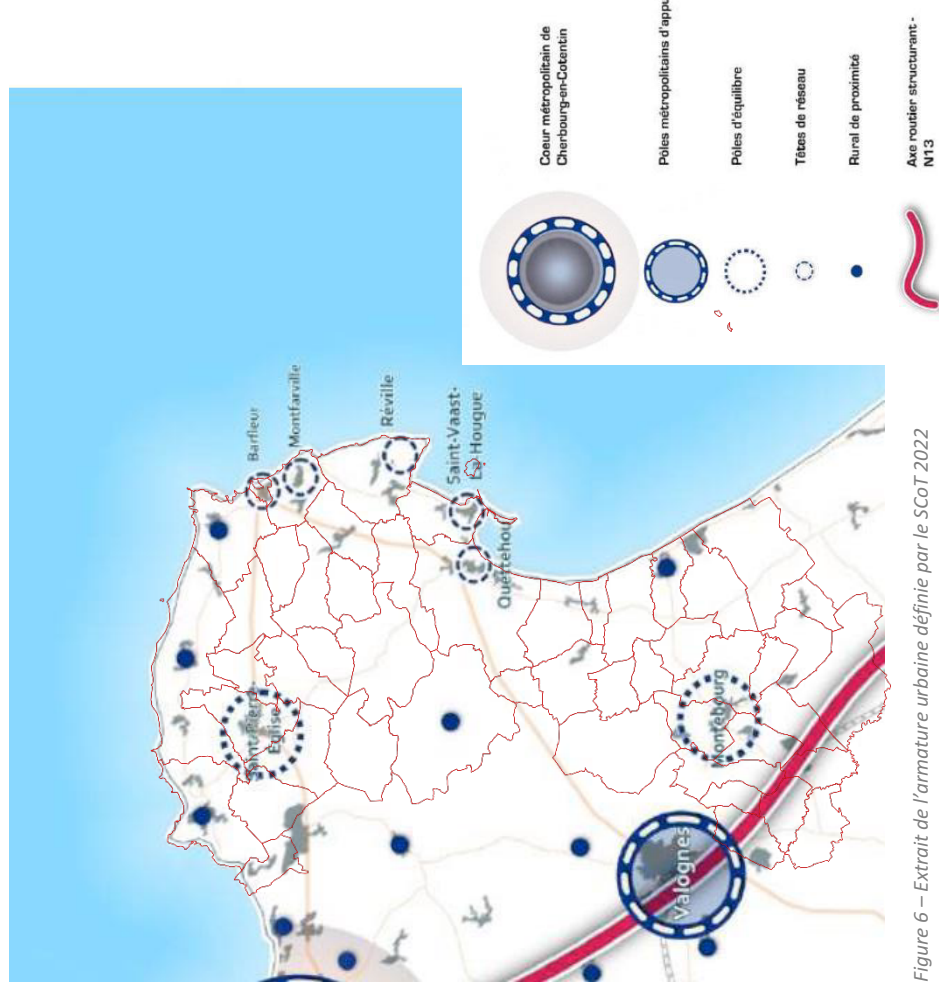 Coeur métropolitain de
Cherbourg-en-Cotentin
Pôles métropolitains d'appu
Pôles d'équilibre
Têtes de réseau
Rural de proximité
Axe routier structurant -
N13
Barfleur
Montfarville
Réville
Saint-Vaast-
La-Hougue
Quettehou
Saint-Pierre-
Eglise
Montebourg
Valognes
Figure 6 – Extrait de l'armature urbaine définie par le SCoT 2022